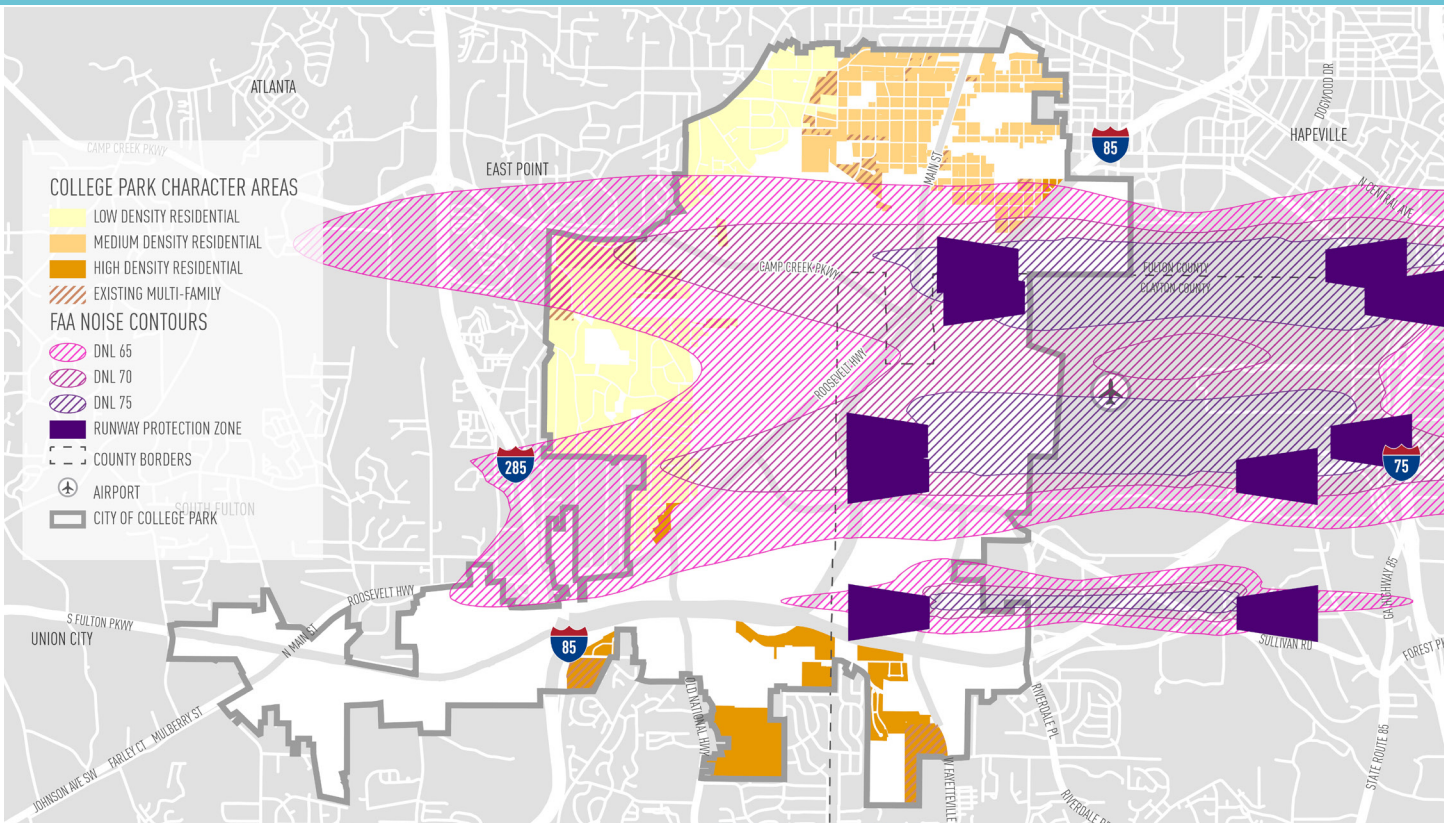 ATLANTA
DOGWOOD DR
HAPEVILLE
85
CAMP CREEK PKWY
EAST POINT
MAIN ST
N CENTRAL AVE
COLLEGE PARK CHARACTER AREAS
LOW DENSITY RESIDENTIAL
MEDIUM DENSITY RESIDENTIAL
HIGH DENSITY RESIDENTIAL
EXISTING MULTI-FAMILY
FAA NOISE CONTOURS
DNL 65
DNL 70
DNL 75
RUNWAY PROTECTION ZONE
COUNTY BORDERS
AIRPORT
SOUTH FULTON
CITY OF COLLEGE PARK
CAMP CREEK PKWY
FULTON COUNTY
CLAYTON COUNTY
ROOSEVELT HWY
285
75
ROOSEVELT HWY
S FULTON PKWY
UNION CITY
N MAIN ST
85
OLD NATIONAL HWY
SULLIVAN RD
FOREST
RIVERDALE PL
W FAYETTEVILLE
STATE ROUTE 85
JOHNSON AVE SW
FARLEY CT
MULBERRY ST